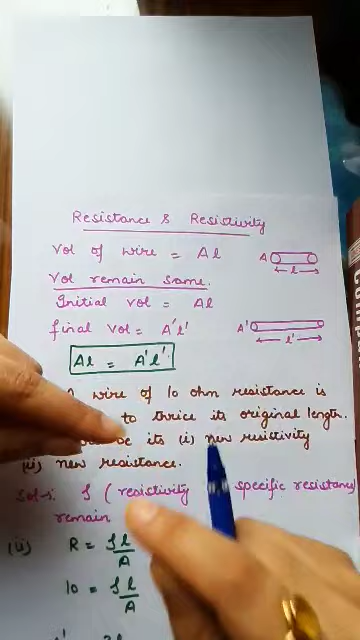 Resistance & Resistivity
Vol of wire = Al
A
l
Vol remain same.
Initial vol = Al
final vol = A'l'
A'
l'
Al = A'l'
A wire of 10 ohm resistance is
to thrice its original length.
its (i) new resistivity
(ii) new resistance.
Sol:- ρ (resistivity specific resistance)
remain
(ii) R = ρl/A
10 = ρl/A